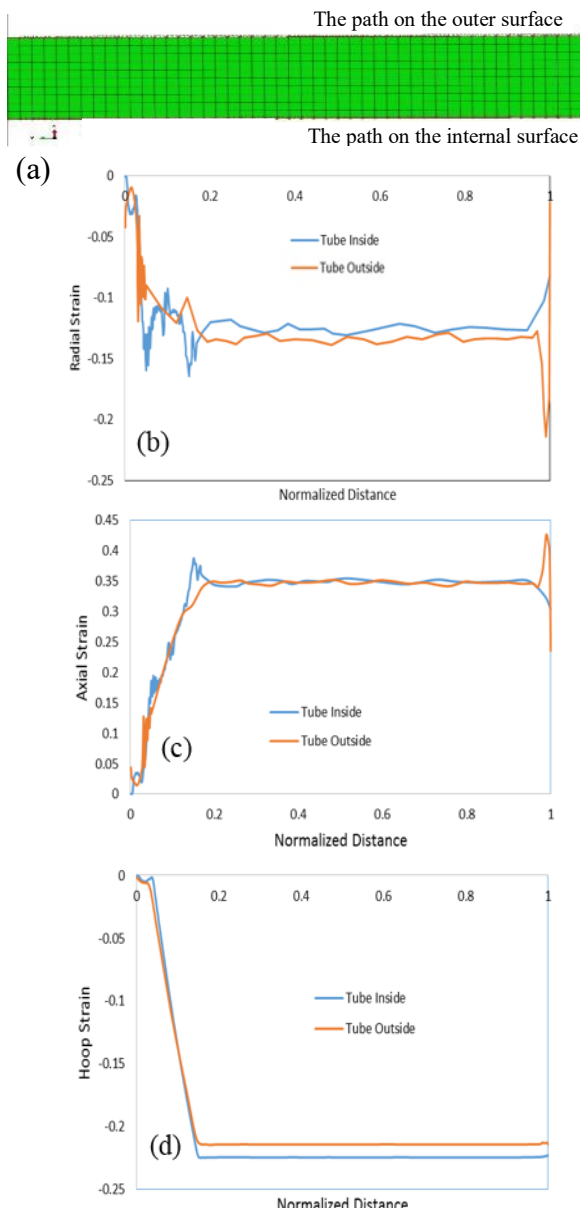 The path on the outer surface
The path on the internal surface
(a)
0
0 0.2 0.4 0.6 0.8 1
-0.05
-0.1
-0.15
-0.2
-0.25
Radial Strain
Tube Inside
Tube Outside
(b)
Normalized Distance
0.45
0.4
0.35
0.3
0.25
0.2
0.15
0.1
0.05
0
Axial Strain
Tube Inside
Tube Outside
(c)
0 0.2 0.4 0.6 0.8 1
Normalized Distance
0
0 0.2 0.4 0.6 0.8 1
-0.05
-0.1
-0.15
-0.2
-0.25
Hoop Strain
Tube Inside
Tube Outside
(d)
Normalized Distance